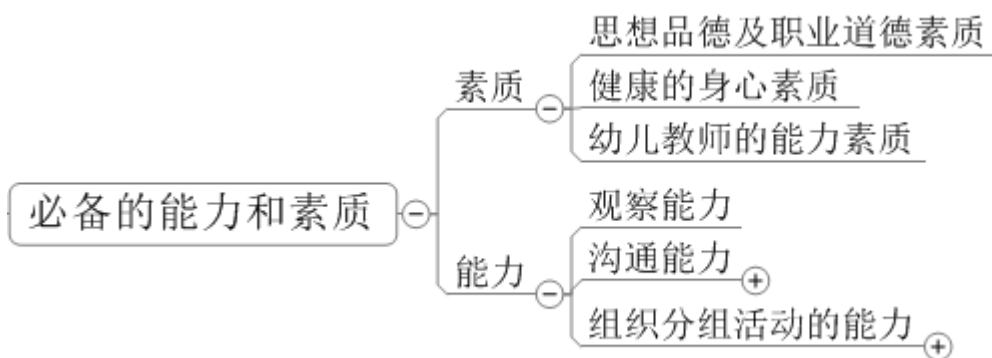 思想品德及职业道德素质
素质
健康的身心素质
幼儿教师的能力素质
必备的能力和素质
观察能力
沟通能力
能力
组织分组活动的能力